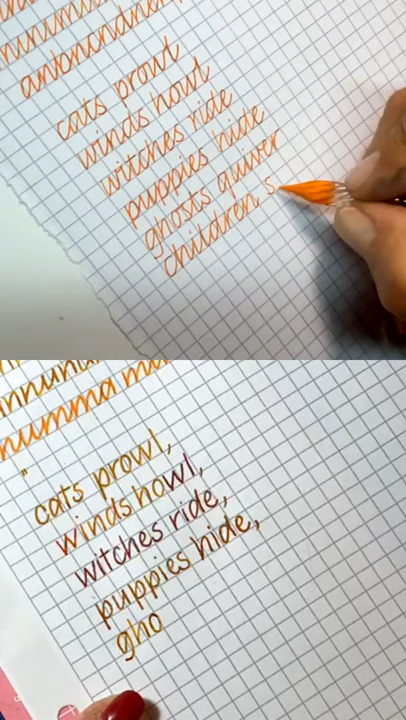 cats prowl
winds howl
witches ride
puppies hide
ghosts quiver
children s
"
cats prowl,
winds howl,
witches ride,
puppies hide,
gho